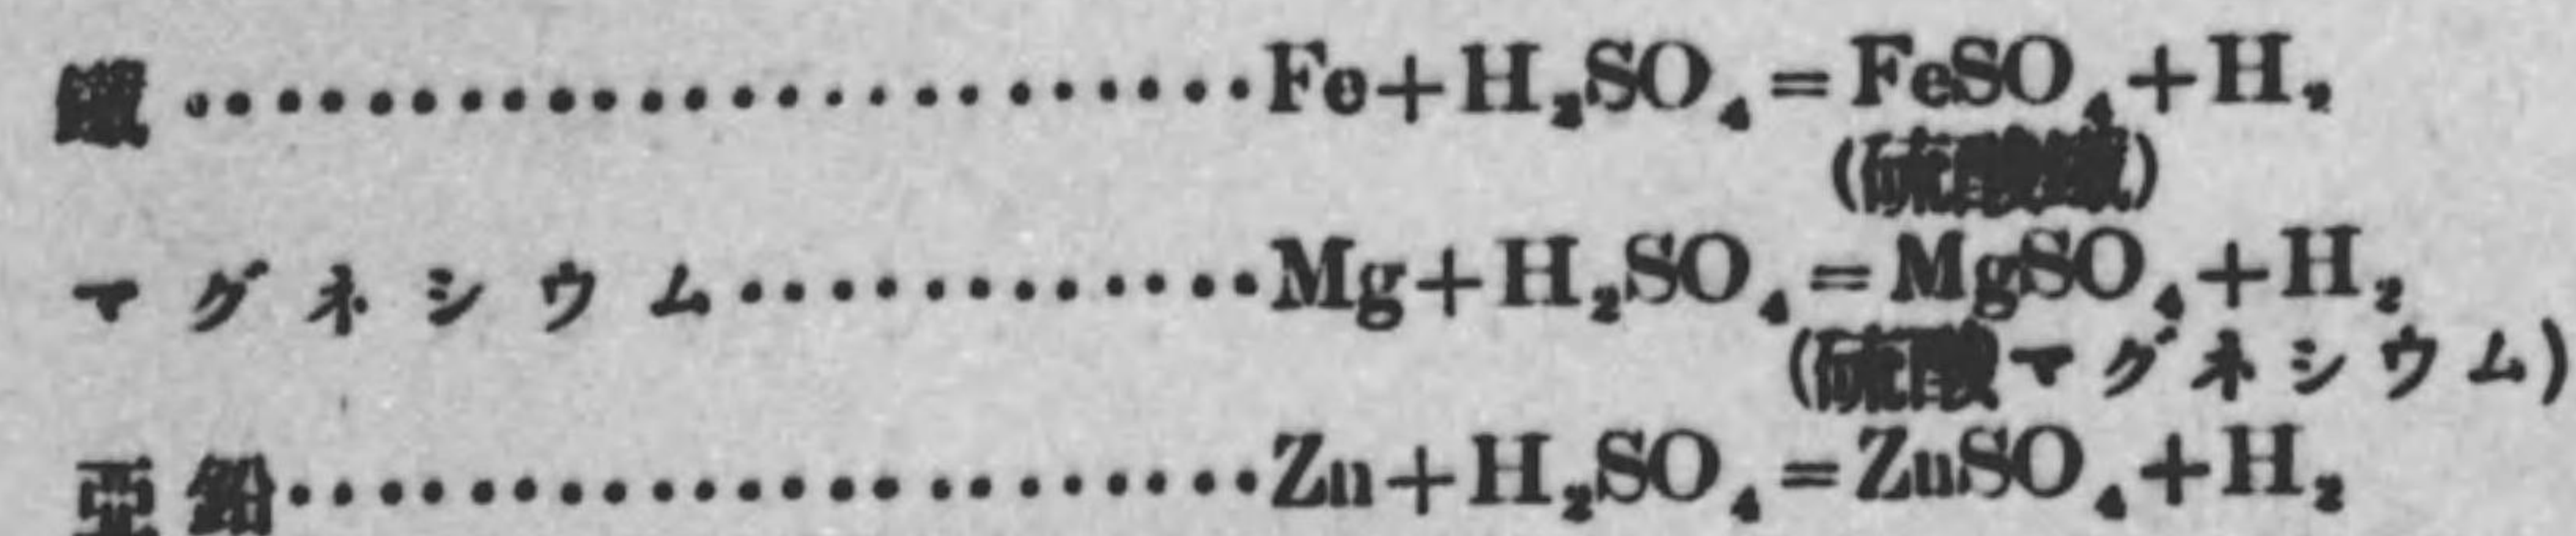 鐵……………………Fe+H₂SO₄=FeSO₄+H₂
(硫酸鐵)
マグネシウム…………Mg+H₂SO₄=MgSO₄+H₂
(硫酸マグネシウム)
亞鉛……………………Zn+H₂SO₄=ZnSO₄+H₂